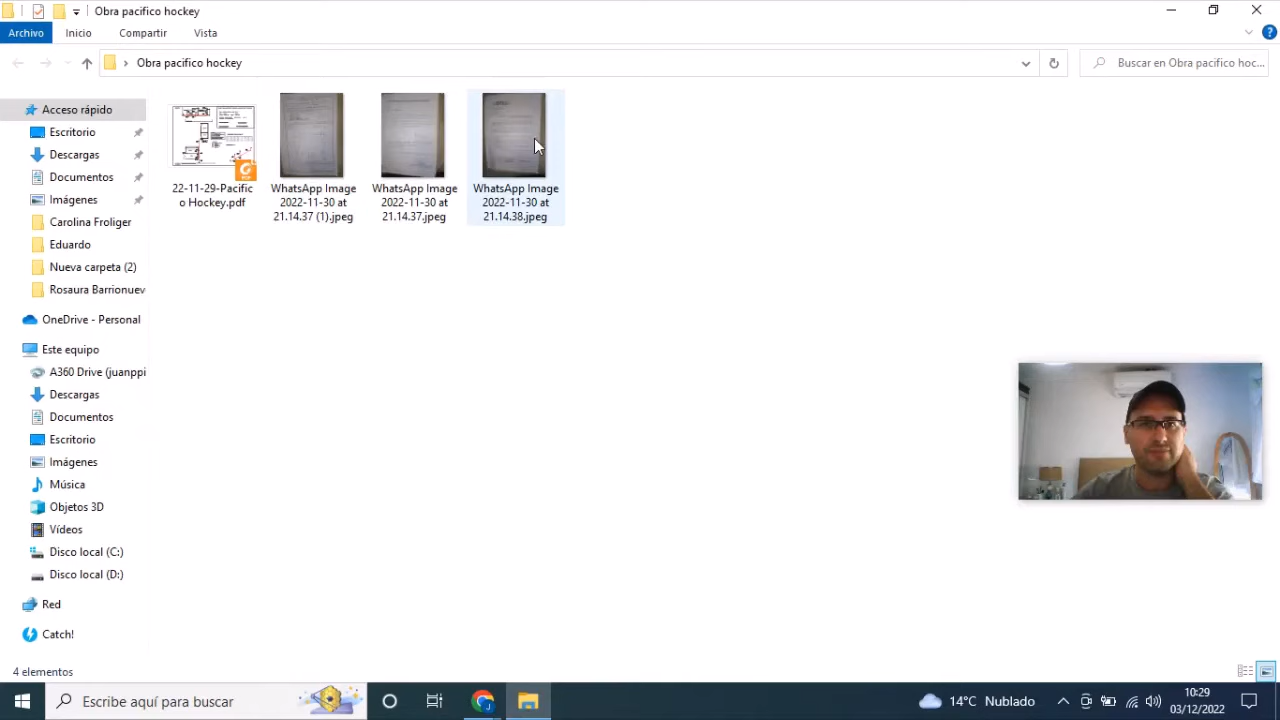 Obra pacifico hockey
Archivo
Inicio
Compartir
Vista
Obra pacifico hockey
Buscar en Obra pacifico hoc...
Acceso rápido
Escritorio
Descargas
Documentos
Imágenes
Carolina Froliger
Eduardo
Nueva carpeta (2)
Rosaura Barrionuev
OneDrive - Personal
Este equipo
A360 Drive (juanppi
Descargas
Documentos
Escritorio
Imágenes
Música
Objetos 3D
Vídeos
Disco local (C:)
Disco local (D:)
Red
Catch!
22-11-29-Pacific
o Hockey.pdf
WhatsApp Image
2022-11-30 at
21.14.37 (1).jpeg
WhatsApp Image
2022-11-30 at
21.14.37.jpeg
WhatsApp Image
2022-11-30 at
21.14.38.jpeg
4 elementos
Escribe aquí para buscar
14°C Nublado
10:29
03/12/2022